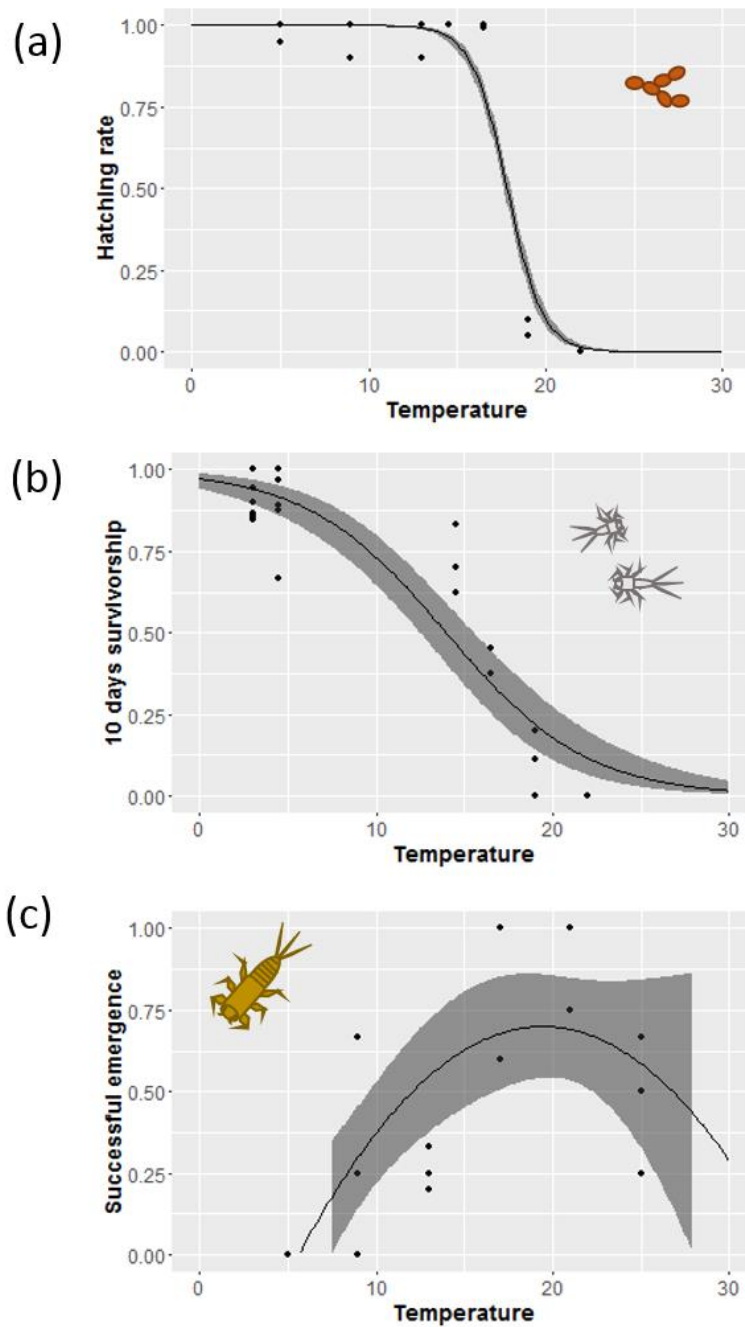 (a)
Hatching rate
1.00
0.75
0.50
0.25
0.00
0 10 20 30
Temperature
(b)
10 days survivorship
1.00
0.75
0.50
0.25
0.00
0 10 20 30
Temperature
(c)
Successful emergence
1.00
0.75
0.50
0.25
0.00
0 10 20 30
Temperature